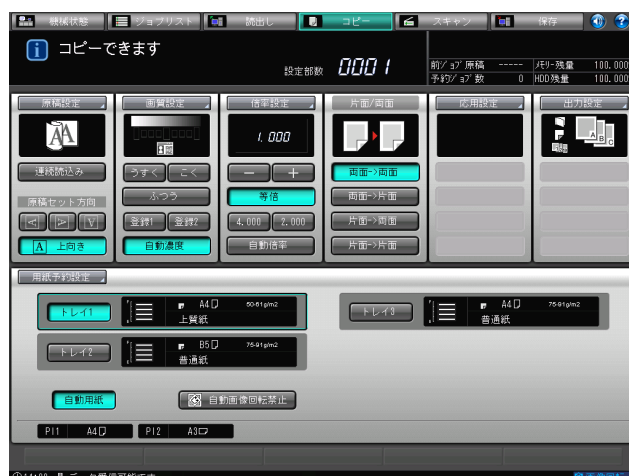 機械状態 ジョブリスト 読出し コピー スキャン 保存
コピーできます
設定部数 0001
前ジョブ原稿 ----- メモリー残量 100.000
予約ジョブ数 0 HDD残量 100.000
原稿設定 画質設定 倍率設定 片面/両面 応用設定 出力設定
1.000
連続読込み うすく こく － ＋ 両面->両面
原稿セット方向 ふつう 等倍 両面->片面
登録1 登録2 4.000 2.000 片面->両面
A 上向き 自動濃度 自動倍率 片面->片面
用紙予約設定
トレイ1 A4 50-61g/m2 上質紙
トレイ3 A4 75-91g/m2 普通紙
トレイ2 B5 75-91g/m2 普通紙
自動用紙 自動画像回転禁止
PI1 A4 PI2 A3